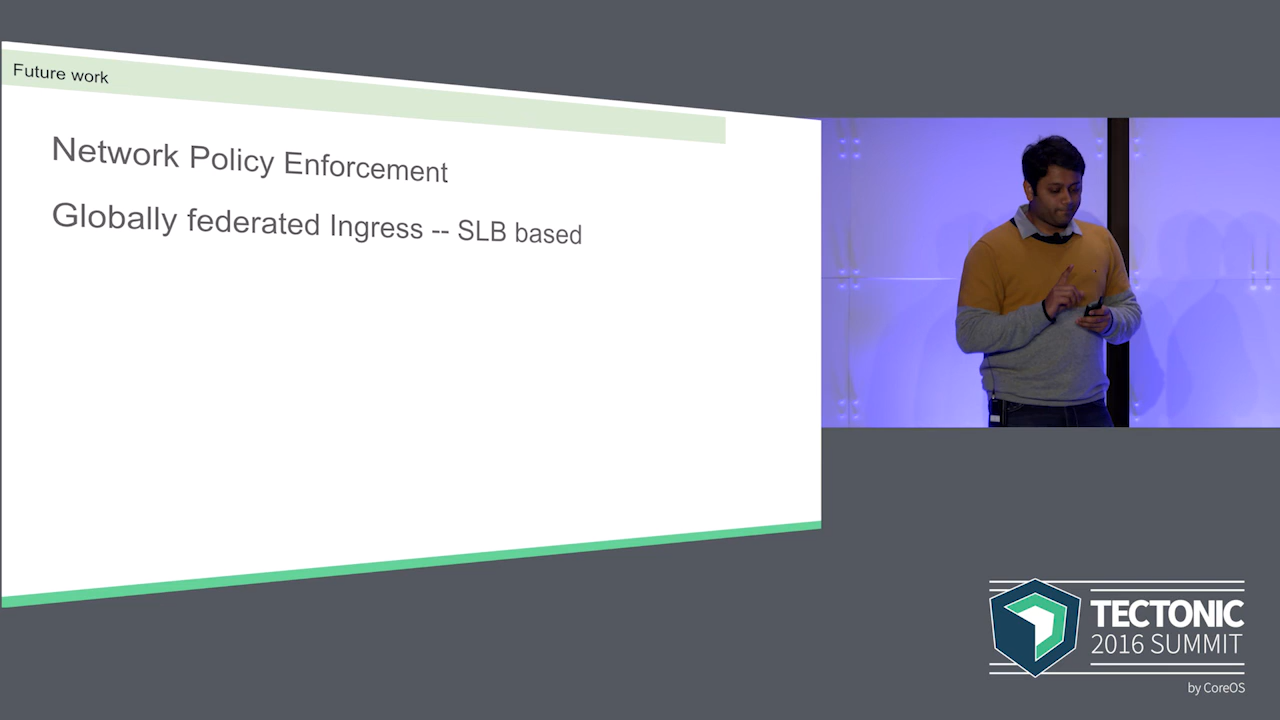 Future work
Network Policy Enforcement
Globally federated Ingress -- SLB based
TECTONIC
2016 SUMMIT
by CoreOS